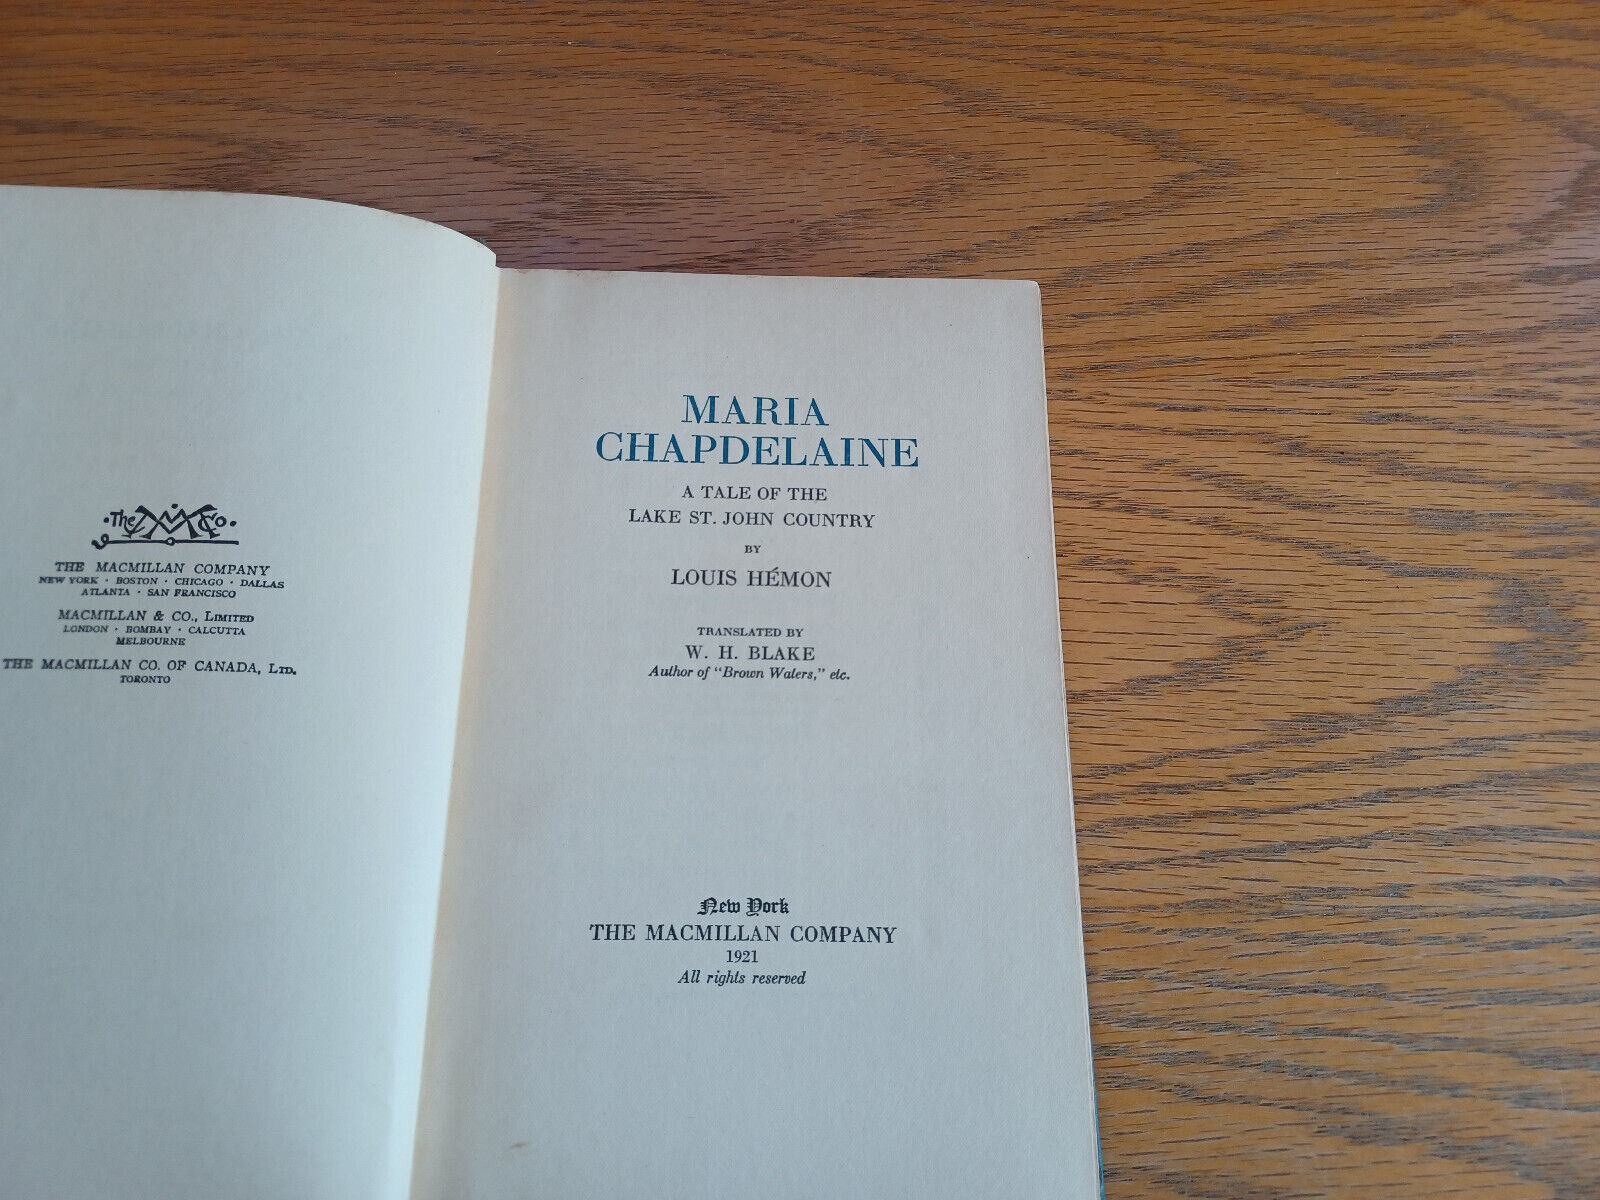 The MM Co.
THE MACMILLAN COMPANY
NEW YORK · BOSTON · CHICAGO · DALLAS
ATLANTA · SAN FRANCISCO
MACMILLAN & CO., LIMITED
LONDON · BOMBAY · CALCUTTA
MELBOURNE
THE MACMILLAN CO. OF CANADA, LTD.
TORONTO
MARIA
CHAPDELAINE
A TALE OF THE
LAKE ST. JOHN COUNTRY
BY
LOUIS HÉMON
TRANSLATED BY
W. H. BLAKE
Author of "Brown Waters," etc.
New York
THE MACMILLAN COMPANY
1921
All rights reserved